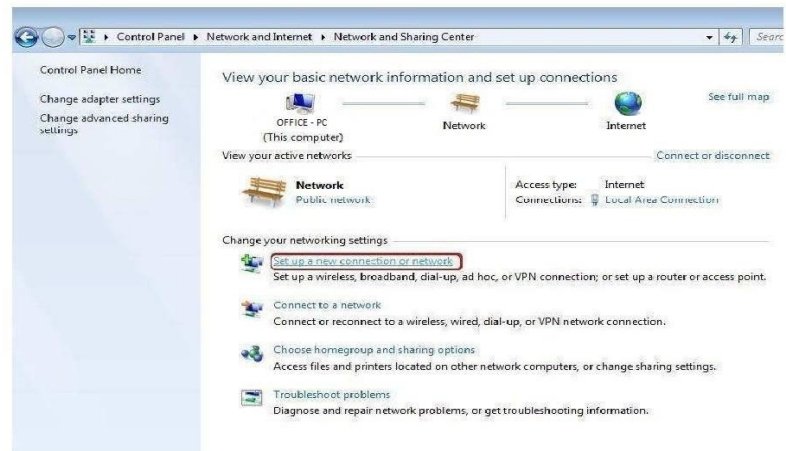 Control Panel ▸ Network and Internet ▸ Network and Sharing Center
Control Panel Home
Change adapter settings
Change advanced sharing
settings
View your basic network information and set up connections
See full map
OFFICE - PC
(This computer)
Network
Internet
View your active networks
Connect or disconnect
Network
Public network
Access type: Internet
Connections: Local Area Connection
Change your networking settings
Set up a new connection or network
Set up a wireless, broadband, dial-up, ad hoc, or VPN connection; or set up a router or access point.
Connect to a network
Connect or reconnect to a wireless, wired, dial-up, or VPN network connection.
Choose homegroup and sharing options
Access files and printers located on other network computers, or change sharing settings.
Troubleshoot problems
Diagnose and repair network problems, or get troubleshooting information.